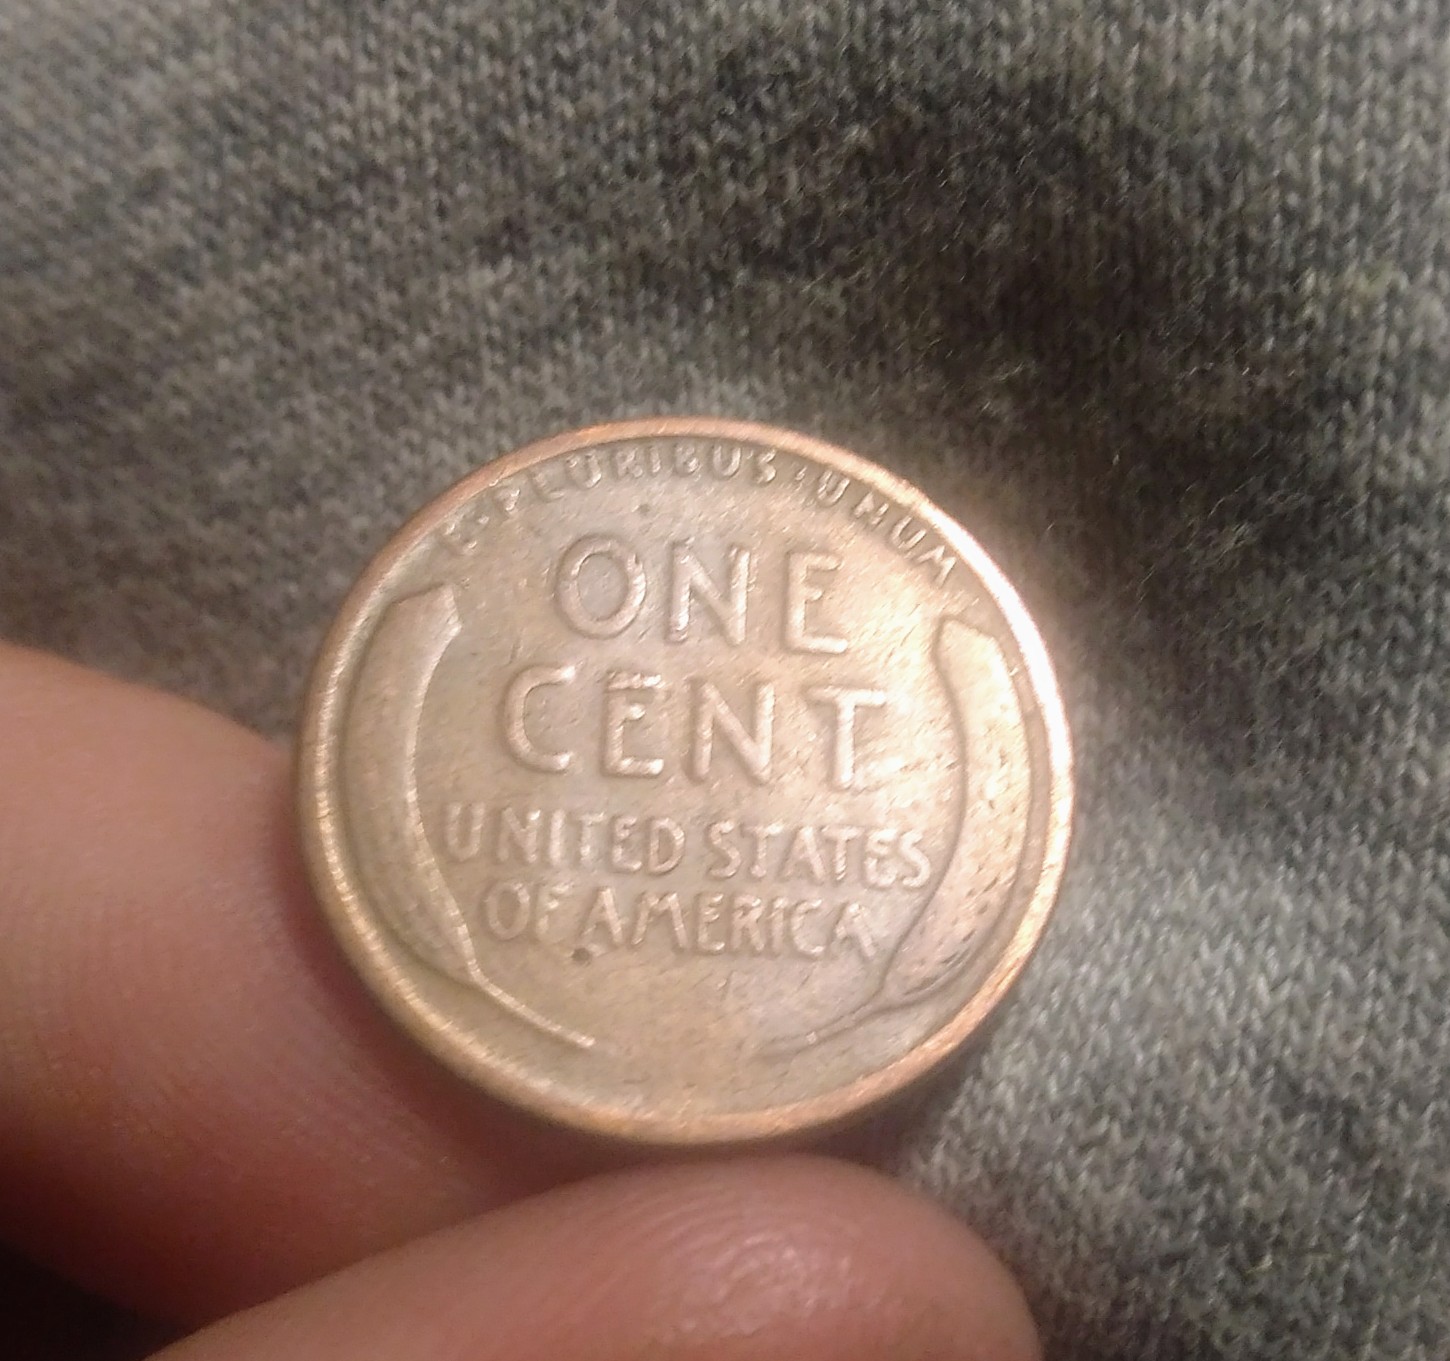 E·PLURIBUS·UNUM
ONE
CENT
UNITED STATES
OF AMERICA